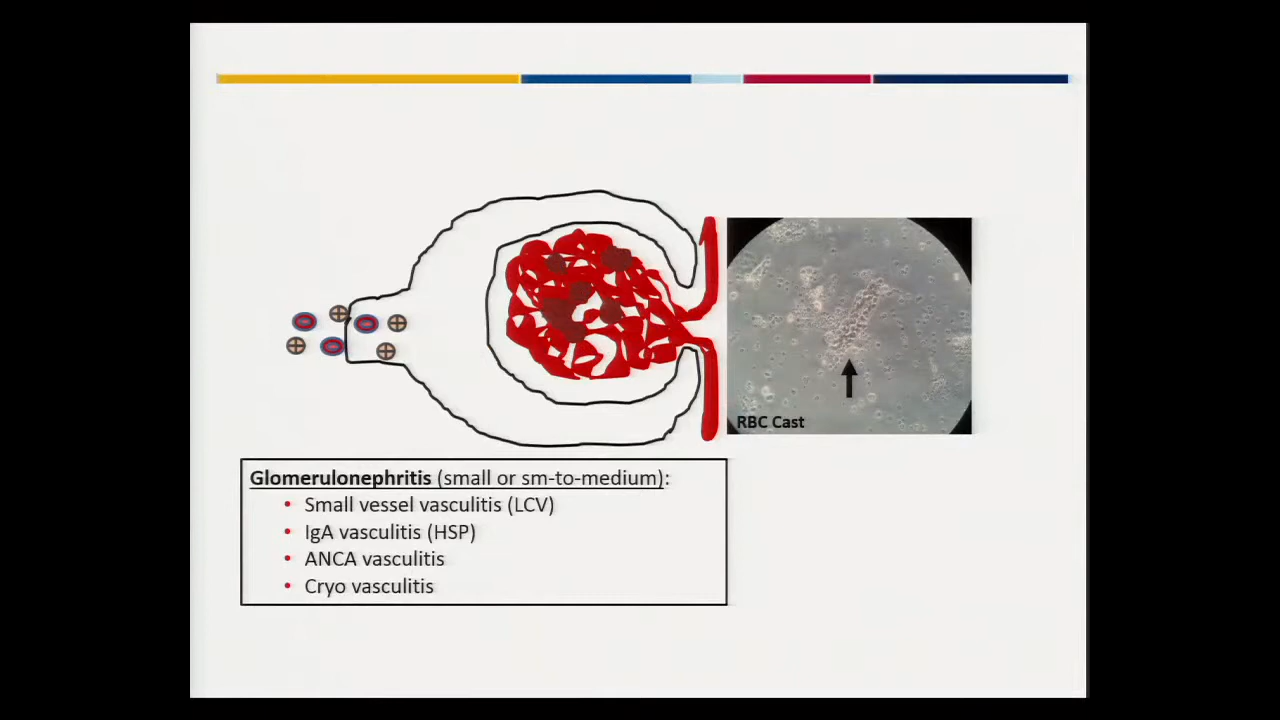 RBC Cast
Glomerulonephritis (small or sm-to-medium):
• Small vessel vasculitis (LCV)
• IgA vasculitis (HSP)
• ANCA vasculitis
• Cryo vasculitis